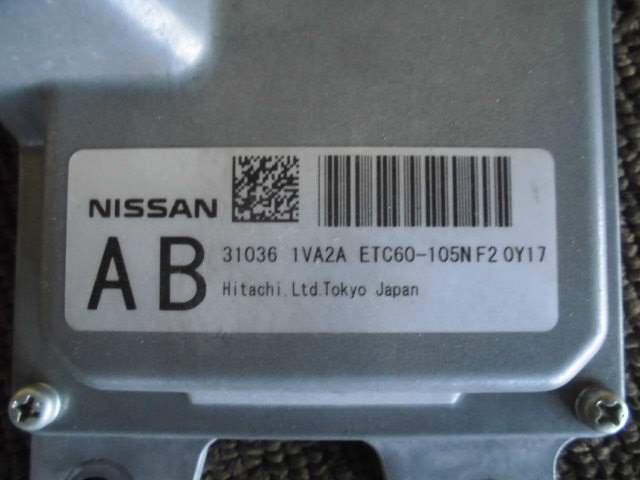 NISSAN
AB 31036 1VA2A ETC60-105N F2 0Y17
Hitachi,Ltd.Tokyo Japan